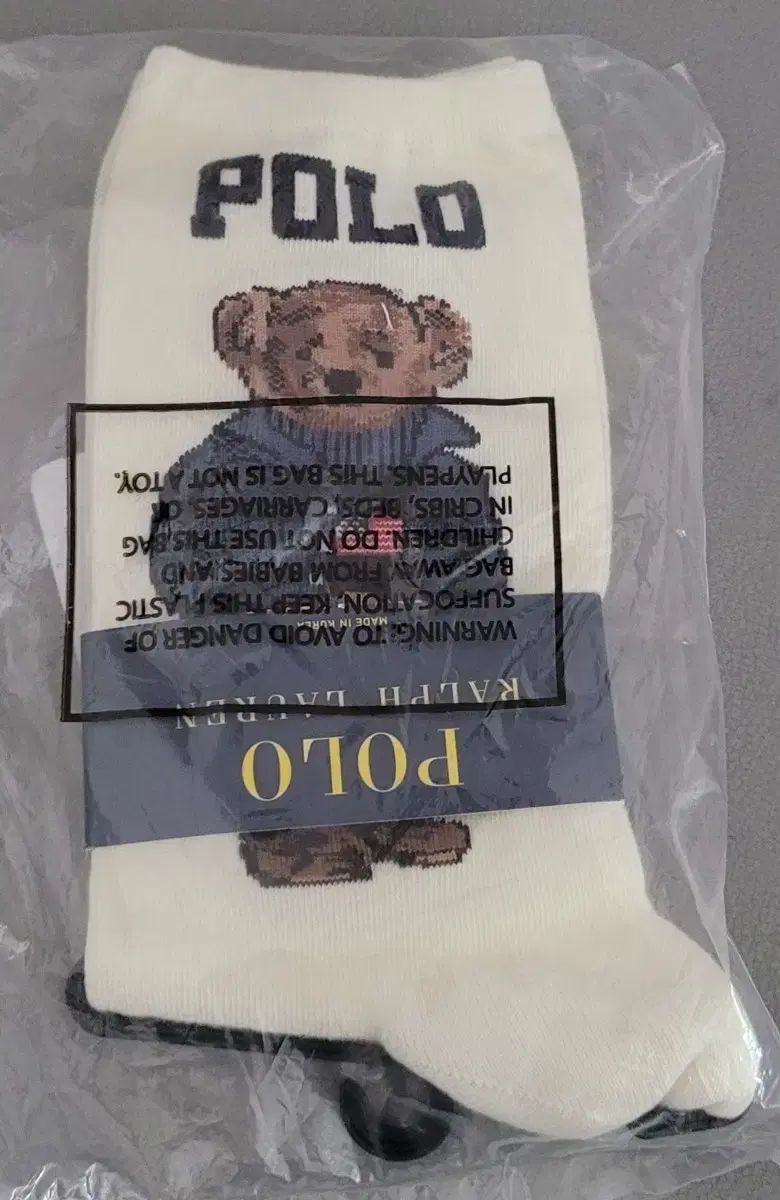 POLO
WARNING: TO AVOID DANGER OF
SUFFOCATION, KEEP THIS PLASTIC
BAG AWAY FROM BABIES AND
CHILDREN. DO NOT USE THIS BAG
IN CRIBS, BEDS, CARRIAGES, OR
PLAYPENS. THIS BAG IS NOT A TOY.
MADE IN KOREA
POLO
RALPH LAUREN